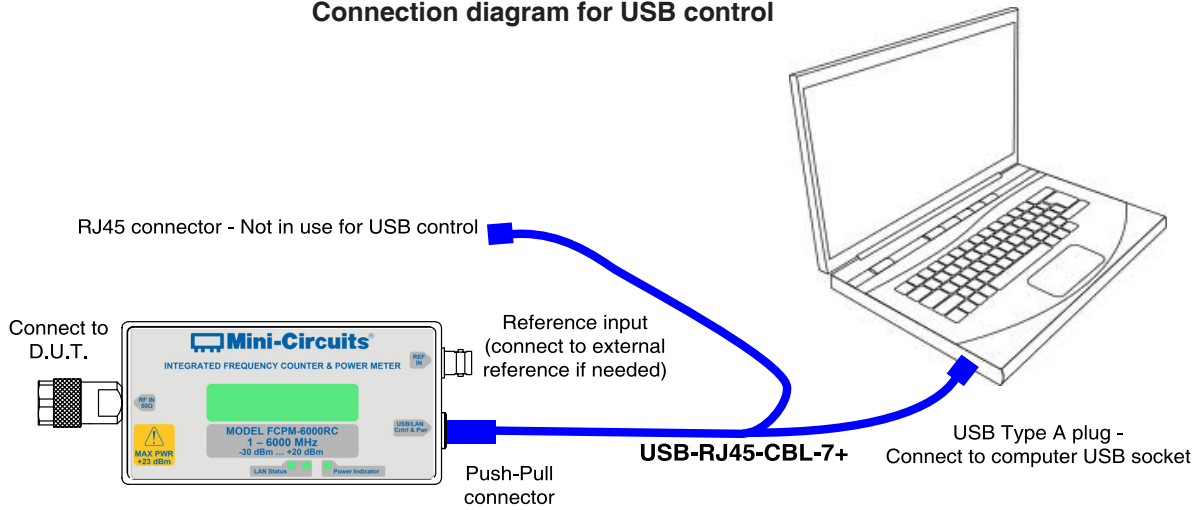 Connection diagram for USB control
RJ45 connector - Not in use for USB control
Connect to
D.U.T.
Mini-Circuits®
INTEGRATED FREQUENCY COUNTER & POWER METER
REF
IN
RF IN
50Ω
MAX PWR
+23 dBm
MODEL FCPM-6000RC
1 – 6000 MHz
-30 dBm ... +20 dBm
USB/LAN
Cntrl & Pwr
LAN Status
Power Indicator
Reference input
(connect to external
reference if needed)
Push-Pull
connector
USB-RJ45-CBL-7+
USB Type A plug -
Connect to computer USB socket